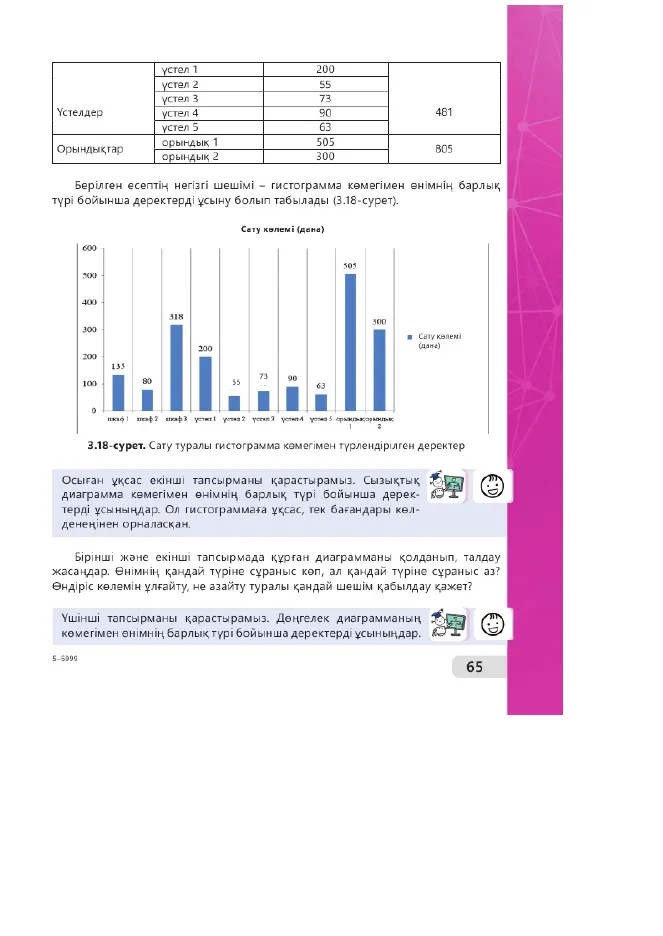 үстел 1 200
үстел 2 55
үстел 3 73
Үстелдер үстел 4 90 481
үстел 5 63
Орындықтар орындық 1 505 805
орындық 2 300
Берілген есептің негізгі шешімі – гистограмма көмегімен өнімнің барлық
түрі бойынша деректерді ұсыну болып табылады (3.18-сурет).
Сату көлемі (дана)
600
500
400
300
200
100
0
135
80
318
200
55
73
90
63
505
300
шкаф 1 шкаф 2 шкаф 3 үстел 1 үстел 2 үстел 3 үстел 4 үстел 5 орындық орындық
1 2
Сату көлемі
(дана)
3.18-сурет. Сату туралы гистограмма көмегімен түрлендірілген деректер
Осыған ұқсас екінші тапсырманы қарастырамыз. Сызықтық
диаграмма көмегімен өнімнің барлық түрі бойынша дерек-
терді ұсыныңдар. Ол гистограммаға ұқсас, тек бағандары көл-
денеңінен орналасқан.
Бірінші және екінші тапсырмада құрған диаграмманы қолданып, талдау
жасаңдар. Өнімнің қандай түріне сұраныс көп, ал қандай түріне сұраныс аз?
Өндіріс көлемін ұлғайту, не азайту туралы қандай шешім қабылдау қажет?
Үшінші тапсырманы қарастырамыз. Дөңгелек диаграмманың
көмегімен өнімнің барлық түрі бойынша деректерді ұсыныңдар.
5–5999
65